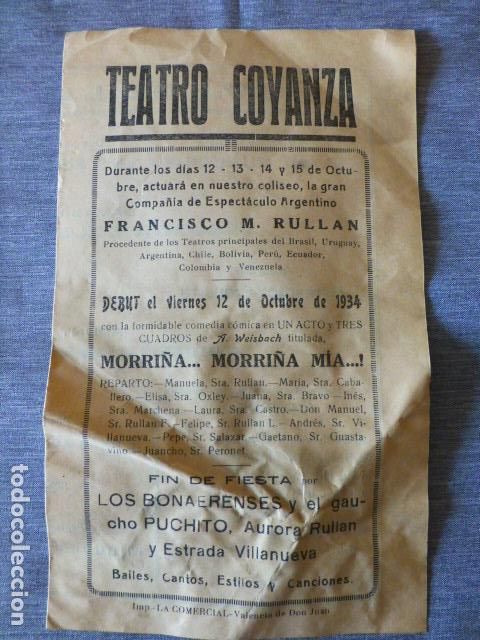 TEATRO COYANZA
Durante los días 12 - 13 - 14 y 15 de Octu-
bre, actuará en nuestro coliseo, la gran
Compañía de Espectáculo Argentino
FRANCISCO M. RULLAN
Procedente de los Teatros principales del Brasil, Uruguay,
Argentina, Chile, Bolivia, Perú, Ecuador,
Colombia y Venezuela
DEBUT el Viernes 12 de Octubre de 1934
con la formidable comedia cómica en UN ACTO y TRES
CUADROS de A. Weisbach titulada,
MORRIÑA... MORRIÑA MÍA...!
REPARTO:—Manuela, Sra. Rullan.—María, Sra. Caba-
llero.—Elisa, Sra. Oxley.—Juana, Sra. Bravo—Inés,
Sra. Marchena—Laura, Sra. Castro.—Don Manuel,
Sr. Rullan F.—Felipe, Sr. Rullan L.—Andrés, Sr. Vi-
llanueva.—Pepe, Sr. Salazar—Gaetano, Sr. Guasta-
vino—Juancho, Sr. Peronet
FIN DE FIESTA por
LOS BONAERENSES y el gau-
cho PUCHITO, Aurora Rullan
y Estrada Villanueva
Bailes, Cantos, Estilos y Canciones.
Imp.-LA COMERCIAL-Valencia de Don Juan
todocoleccion